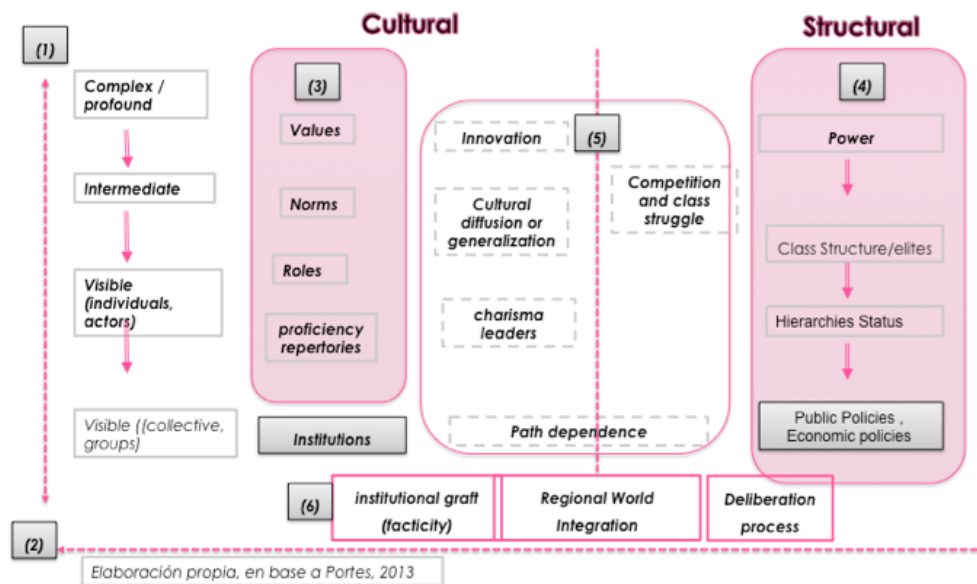 Cultural
Structural
(1)
Complex /
profound
Intermediate
Visible
(individuals,
actors)
Visible ((collective,
groups)
(2)
(3)
Values
Norms
Roles
proficiency
repertories
Institutions
Innovation
(5)
Cultural
diffusion or
generalization
Competition
and class
struggle
charisma
leaders
Path dependence
(4)
Power
Class Structure/elites
Hierarchies Status
Public Policies ,
Economic policies
(6)
institutional graft
(facticity)
Regional World
Integration
Deliberation
process
Elaboración propia, en base a Portes, 2013